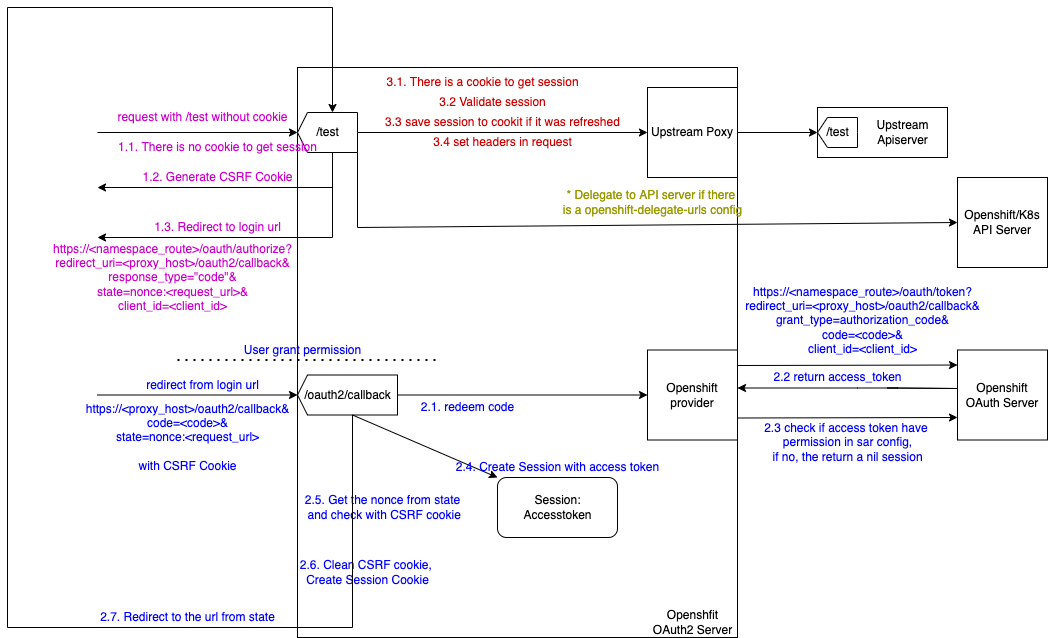 3.1. There is a cookie to get session
3.2 Validate session
3.3 save session to cookit if it was refreshed
3.4 set headers in request
request with /test without cookie
/test
1.1. There is no cookie to get session
1.2. Generate CSRF Cookie
1.3. Redirect to login url
https://<namespace_route>/oauth/authorize?
redirect_uri=<proxy_host>/oauth2/callback&
response_type="code"&
state=nonce:<request_url>&
client_id=<client_id>
Upstream Poxy
/test
Upstream
Apiserver
* Delegate to API server if there
is a openshift-delegate-urls config
Openshift/K8s
API Server
https://<namespace_route>/oauth/token?
redirect_uri=<proxy_host>/oauth2/callback&
grant_type=authorization_code&
code=<code>&
client_id=<client_id>
User grant permission
redirect from login url
https://<proxy_host>/oauth2/callback&
code=<code>&
state=nonce:<request_url>
with CSRF Cookie
/oauth2/callback
2.1. redeem code
Openshift
provider
2.2 return access_token
Openshift
OAuth Server
2.3 check if access token have
permission in sar config,
if no, the return a nil session
2.4. Create Session with access token
Session:
Accesstoken
2.5. Get the nonce from state
and check with CSRF cookie
2.6. Clean CSRF cookie,
Create Session Cookie
2.7. Redirect to the url from state
Openshfit
OAuth2 Server